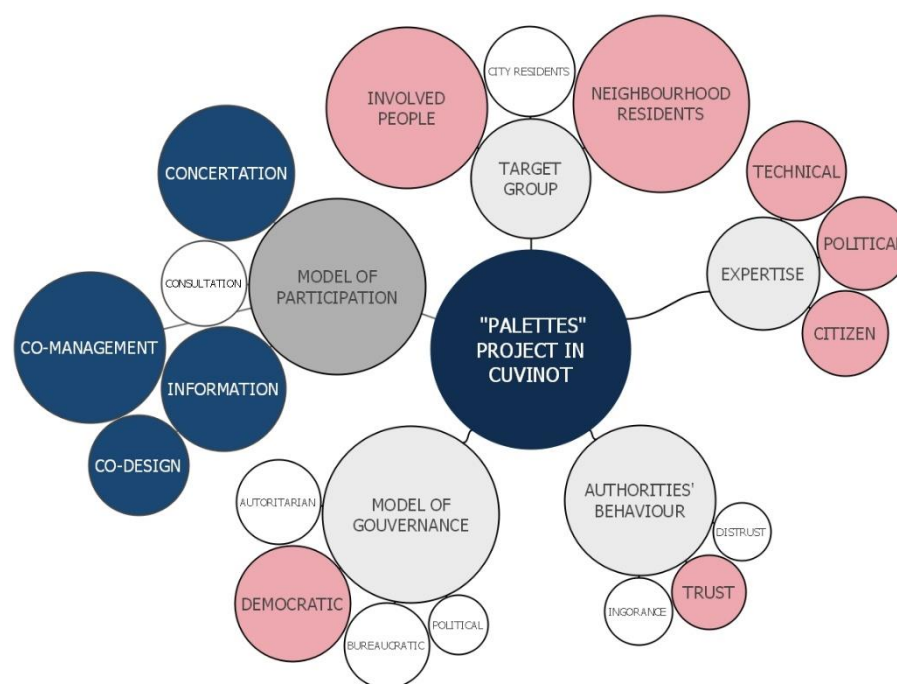 CITY RESIDENTS
INVOLVED
PEOPLE
NEIGHBOURHOOD
RESIDENTS
TARGET
GROUP
CONCERTATION
TECHNICAL
POLITICAL
EXPERTISE
CITIZEN
CONSULTATION
MODEL OF
PARTICIPATION
CO-MANAGEMENT
INFORMATION
CO-DESIGN
"PALETTES"
PROJECT IN
CUVINOT
AUTORITARIAN
MODEL OF
GOUVERNANCE
DEMOCRATIC
BUREAUCRATIC
POLITICAL
AUTHORITIES'
BEHAVIOUR
DISTRUST
TRUST
INGORANCE